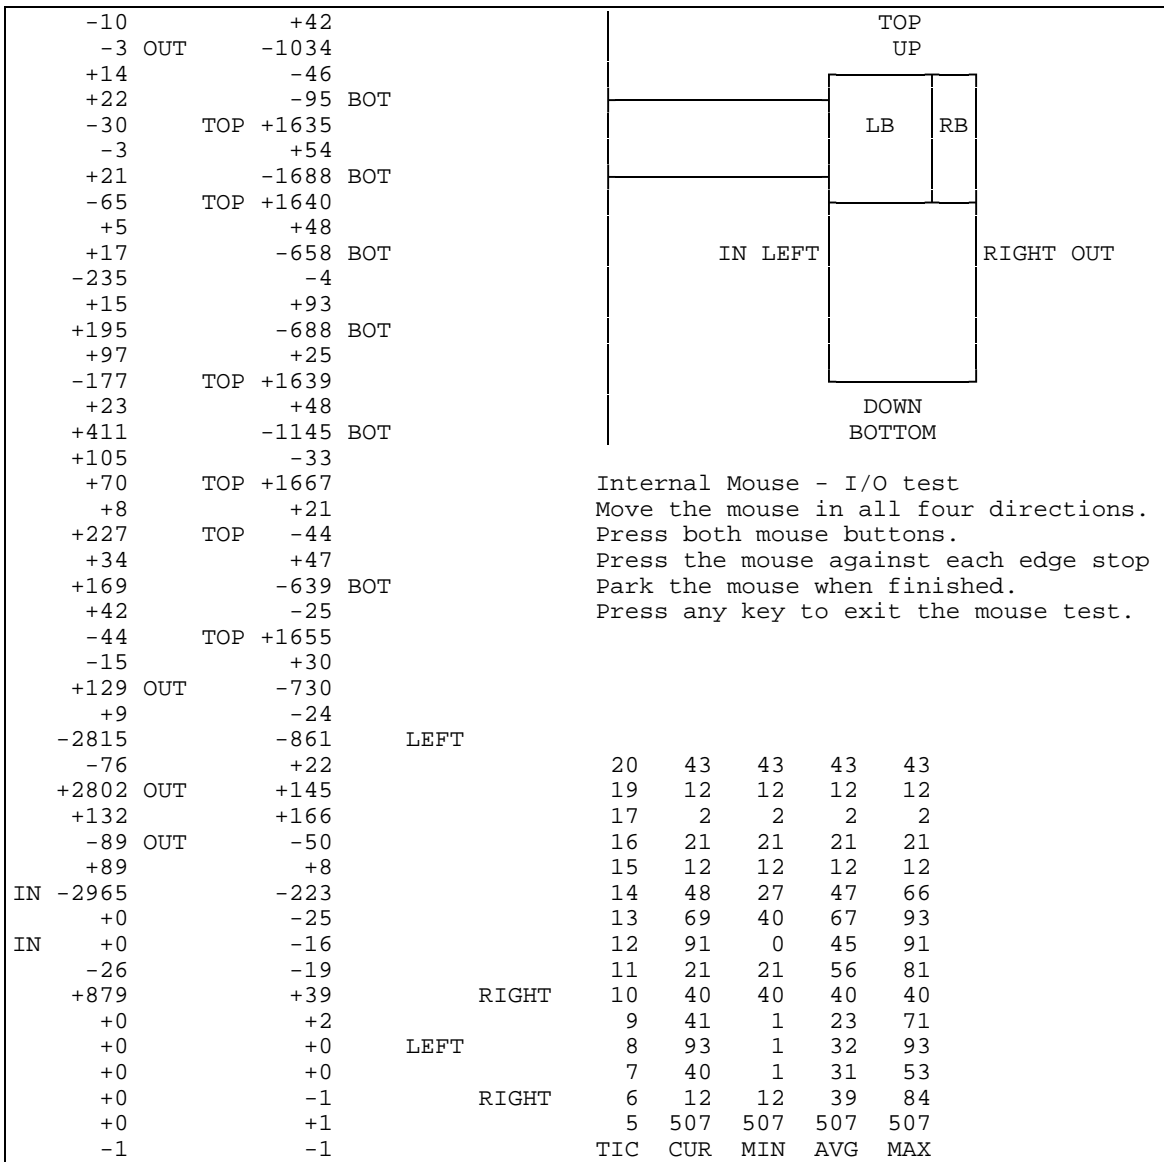 -10 +42 TOP
-3 OUT -1034 UP
+14 -46
+22 -95 BOT
-30 TOP +1635 LB RB
-3 +54
+21 -1688 BOT
-65 TOP +1640
+5 +48
+17 -658 BOT IN LEFT RIGHT OUT
-235 -4
+15 +93
+195 -688 BOT
+97 +25
-177 TOP +1639
+23 +48 DOWN
+411 -1145 BOT BOTTOM
+105 -33
+70 TOP +1667 Internal Mouse - I/O test
+8 +21 Move the mouse in all four directions.
+227 TOP -44 Press both mouse buttons.
+34 +47 Press the mouse against each edge stop
+169 -639 BOT Park the mouse when finished.
+42 -25 Press any key to exit the mouse test.
-44 TOP +1655
-15 +30
+129 OUT -730
+9 -24
-2815 -861 LEFT
-76 +22 20 43 43 43 43
+2802 OUT +145 19 12 12 12 12
+132 +166 17 2 2 2 2
-89 OUT -50 16 21 21 21 21
+89 +8 15 12 12 12 12
IN -2965 -223 14 48 27 47 66
+0 -25 13 69 40 67 93
IN +0 -16 12 91 0 45 91
-26 -19 11 21 21 56 81
+879 +39 RIGHT 10 40 40 40 40
+0 +2 9 41 1 23 71
+0 +0 LEFT 8 93 1 32 93
+0 +0 7 40 1 31 53
+0 -1 RIGHT 6 12 12 39 84
+0 +1 5 507 507 507 507
-1 -1 TIC CUR MIN AVG MAX